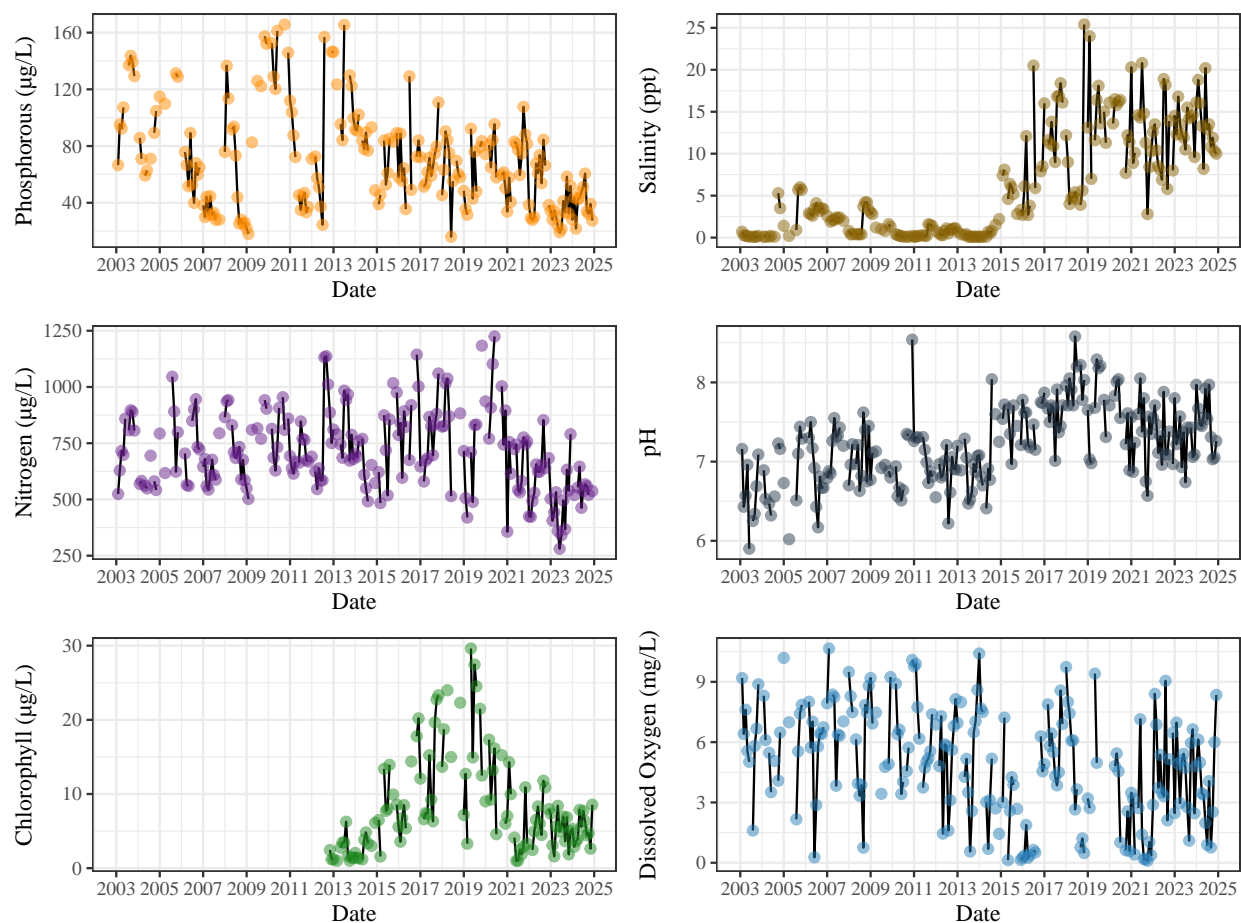 Phosphorous (µg/L)
160
120
80
40
2003 2005 2007 2009 2011 2013 2015 2017 2019 2021 2023 2025
Date
Salinity (ppt)
25
20
15
10
5
0
2003 2005 2007 2009 2011 2013 2015 2017 2019 2021 2023 2025
Date
Nitrogen (µg/L)
1250
1000
750
500
250
2003 2005 2007 2009 2011 2013 2015 2017 2019 2021 2023 2025
Date
pH
8
7
6
2003 2005 2007 2009 2011 2013 2015 2017 2019 2021 2023 2025
Date
Chlorophyll (µg/L)
30
20
10
0
2003 2005 2007 2009 2011 2013 2015 2017 2019 2021 2023 2025
Date
Dissolved Oxygen (mg/L)
9
6
3
0
2003 2005 2007 2009 2011 2013 2015 2017 2019 2021 2023 2025
Date